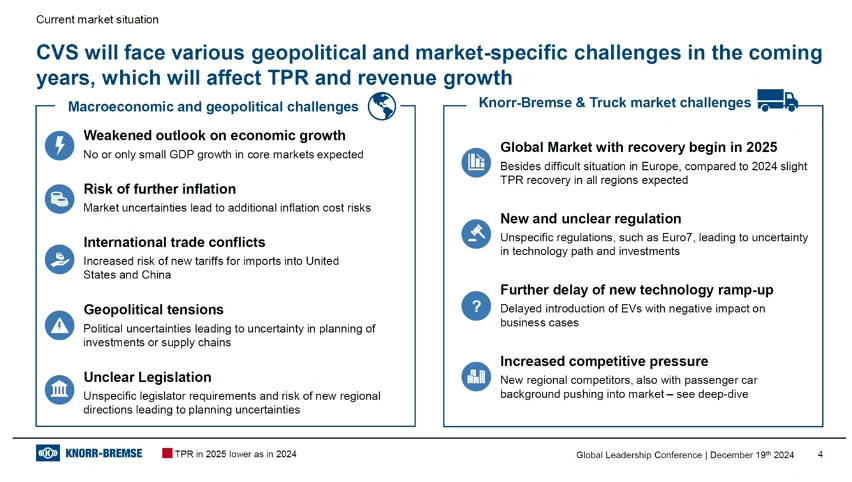 Current market situation
CVS will face various geopolitical and market-specific challenges in the coming
years, which will affect TPR and revenue growth
Macroeconomic and geopolitical challenges
Weakened outlook on economic growth
No or only small GDP growth in core markets expected
Risk of further inflation
Market uncertainties lead to additional inflation cost risks
International trade conflicts
Increased risk of new tariffs for imports into United
States and China
Geopolitical tensions
Political uncertainties leading to uncertainty in planning of
investments or supply chains
Unclear Legislation
Unspecific legislator requirements and risk of new regional
directions leading to planning uncertainties
Knorr-Bremse & Truck market challenges
Global Market with recovery begin in 2025
Besides difficult situation in Europe, compared to 2024 slight
TPR recovery in all regions expected
New and unclear regulation
Unspecific regulations, such as Euro7, leading to uncertainty
in technology path and investments
?
Further delay of new technology ramp-up
Delayed introduction of EVs with negative impact on
business cases
Increased competitive pressure
New regional competitors, also with passenger car
background pushing into market – see deep-dive
K KNORR-BREMSE
TPR in 2025 lower as in 2024
Global Leadership Conference | December 19th 2024
4